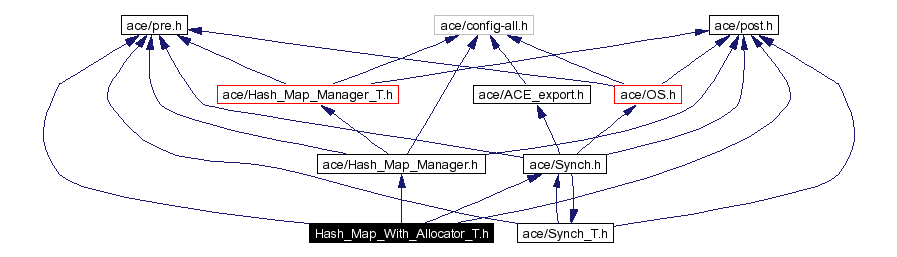 ace/pre.h
ace/config-all.h
ace/post.h
ace/Hash_Map_Manager_T.h
ace/ACE_export.h
ace/OS.h
ace/Hash_Map_Manager.h
ace/Synch.h
Hash_Map_With_Allocator_T.h
ace/Synch_T.h